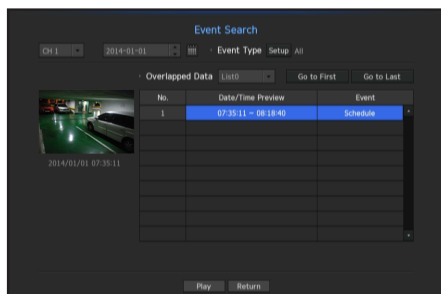 Event Search
CH 1 2014-01-01 · Event Type Setup All
· Overlapped Data List0 Go to First Go to Last
No. Date/Time Preview Event
1 07:35:11 ~ 08:18:40 Schedule
2014/01/01 07:35:11
Play Return